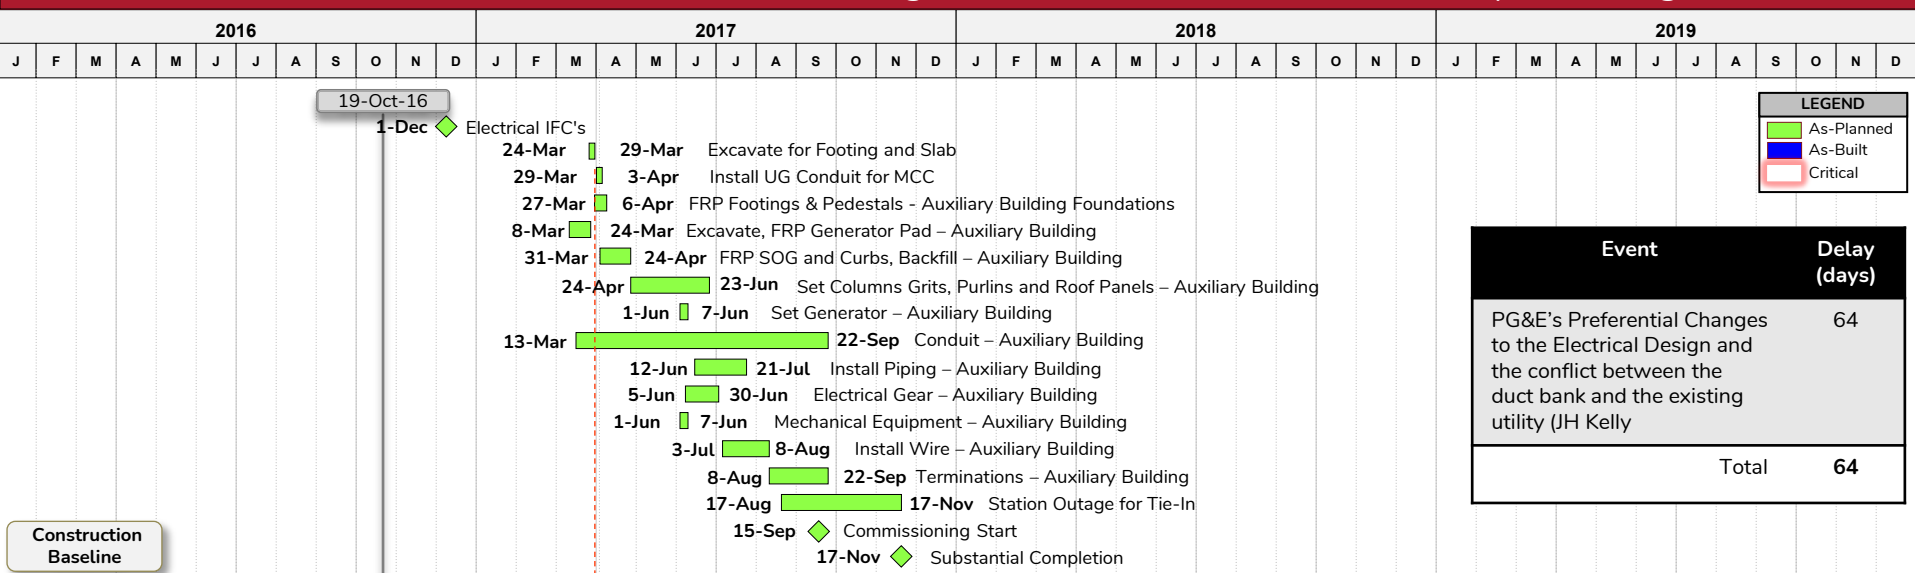 2016 2017 2018 2019
J F M A M J J A S O N D J F M A M J J A S O N D J F M A M J J A S O N D J F M A M J J A S O N D
19-Oct-16
1-Dec Electrical IFC's
24-Mar 29-Mar Excavate for Footing and Slab
29-Mar 3-Apr Install UG Conduit for MCC
27-Mar 6-Apr FRP Footings & Pedestals - Auxiliary Building Foundations
8-Mar 24-Mar Excavate, FRP Generator Pad – Auxiliary Building
31-Mar 24-Apr FRP SOG and Curbs, Backfill – Auxiliary Building
24-Apr 23-Jun Set Columns Grits, Purlins and Roof Panels – Auxiliary Building
1-Jun 7-Jun Set Generator – Auxiliary Building
13-Mar 22-Sep Conduit – Auxiliary Building
12-Jun 21-Jul Install Piping – Auxiliary Building
5-Jun 30-Jun Electrical Gear – Auxiliary Building
1-Jun 7-Jun Mechanical Equipment – Auxiliary Building
3-Jul 8-Aug Install Wire – Auxiliary Building
8-Aug 22-Sep Terminations – Auxiliary Building
17-Aug 17-Nov Station Outage for Tie-In
15-Sep Commissioning Start
17-Nov Substantial Completion
Construction
Baseline
LEGEND
As-Planned
As-Built
Critical
Event Delay
(days)
PG&E’s Preferential Changes 64
to the Electrical Design and
the conflict between the
duct bank and the existing
utility (JH Kelly
Total 64